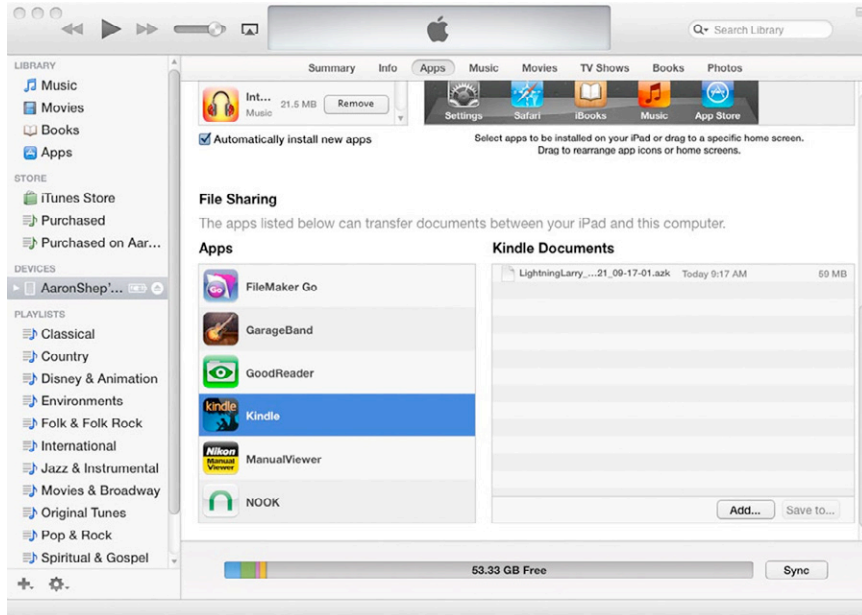 Search Library
LIBRARY
Music
Movies
Books
Apps
STORE
iTunes Store
Purchased
Purchased on Aar...
DEVICES
AaronShep'...
PLAYLISTS
Classical
Country
Disney & Animation
Environments
Folk & Folk Rock
International
Jazz & Instrumental
Movies & Broadway
Original Tunes
Pop & Rock
Spiritual & Gospel
Summary Info Apps Music Movies TV Shows Books Photos
Int...
Music
21.5 MB
Remove
Settings Safari iBooks Music App Store
Automatically install new apps
Select apps to be installed on your iPad or drag to a specific home screen.
Drag to rearrange app icons or home screens.
File Sharing
The apps listed below can transfer documents between your iPad and this computer.
Apps
Go
FileMaker Go
GarageBand
GoodReader
kindle
Kindle
Nikon
Manual
Viewer
ManualViewer
NOOK
Kindle Documents
LightningLarry_...21_09-17-01.azk Today 9:17 AM 59 MB
Add... Save to...
53.33 GB Free
Sync